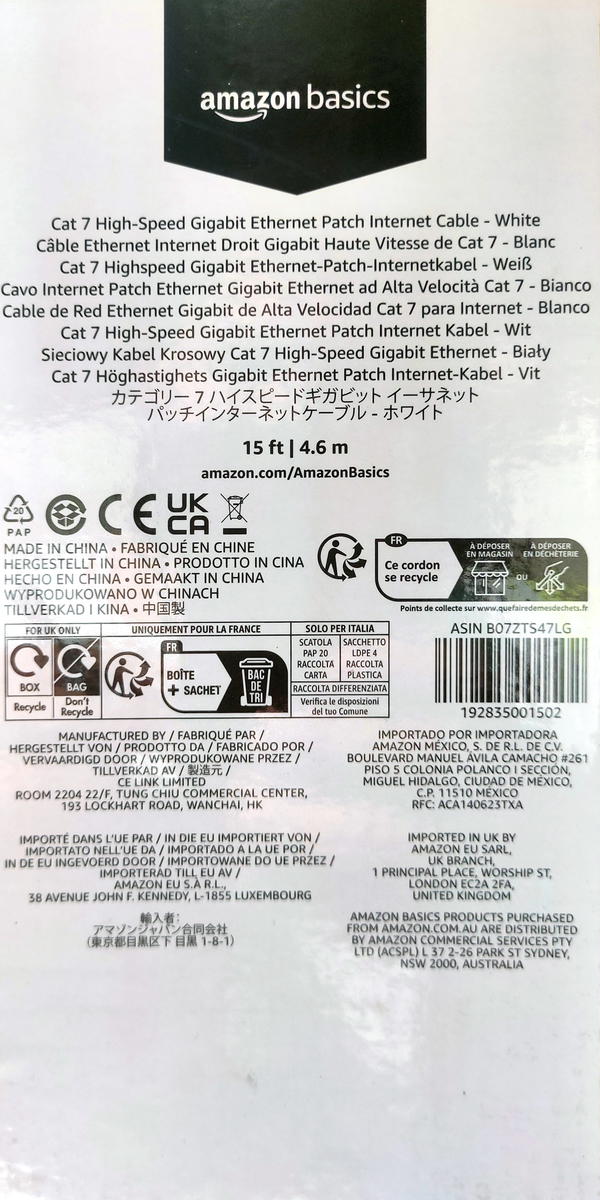 amazon basics
Cat 7 High-Speed Gigabit Ethernet Patch Internet Cable - White
Câble Ethernet Internet Droit Gigabit Haute Vitesse de Cat 7 - Blanc
Cat 7 Highspeed Gigabit Ethernet-Patch-Internetkabel - Weiß
Cavo Internet Patch Ethernet Gigabit Ethernet ad Alta Velocità Cat 7 - Bianco
Cable de Red Ethernet Gigabit de Alta Velocidad Cat 7 para Internet - Blanco
Cat 7 High-Speed Gigabit Ethernet Patch Internet Kabel - Wit
Sieciowy Kabel Krosowy Cat 7 High-Speed Gigabit Ethernet - Biały
Cat 7 Höghastighets Gigabit Ethernet Patch Internet-Kabel - Vit
カテゴリー 7 ハイスピードギガビット イーサネット
パッチインターネットケーブル - ホワイト
15 ft | 4.6 m
amazon.com/AmazonBasics
20
PAP
CE
UK
CA
MADE IN CHINA • FABRIQUÉ EN CHINE
HERGESTELLT IN CHINA • PRODOTTO IN CINA
HECHO EN CHINA • GEMAAKT IN CHINA
WYPRODUKOWANO W CHINACH
TILLVERKAD I KINA • 中国製
FR
Ce cordon
se recycle
À DÉPOSER
EN MAGASIN
OU
À DÉPOSER
EN DÉCHÈTERIE
Points de collecte sur www.quefairedemesdechets.fr
FOR UK ONLY
BOX
Recycle
BAG
Don't
Recycle
UNIQUEMENT POUR LA FRANCE
FR
BOÎTE
+ SACHET
BAC
DE
TRI
SOLO PER ITALIA
SCATOLA
PAP 20
RACCOLTA
CARTA
SACCHETTO
LDPE 4
RACCOLTA
PLASTICA
RACCOLTA DIFFERENZIATA
Verifica le disposizioni
del tuo Comune
ASIN B07ZTS47LG
192835001502
MANUFACTURED BY / FABRIQUÉ PAR /
HERGESTELLT VON / PRODOTTO DA / FABRICADO POR /
VERVAARDIGD DOOR / WYPRODUKOWANE PRZEZ /
TILLVERKAD AV / 製造元 /
CE LINK LIMITED
ROOM 2204 22/F, TUNG CHIU COMMERCIAL CENTER,
193 LOCKHART ROAD, WANCHAI, HK
IMPORTADO POR IMPORTADORA
AMAZON MÉXICO, S. DE R.L. DE C.V.
BOULEVARD MANUEL ÁVILA CAMACHO #261
PISO 5 COLONIA POLANCO I SECCIÓN,
MIGUEL HIDALGO, CIUDAD DE MÉXICO,
C.P. 11510 MÉXICO
RFC: ACA140623TXA
IMPORTÉ DANS L'UE PAR / IN DIE EU IMPORTIERT VON /
IMPORTATO NELL'UE DA / IMPORTADO A LA UE POR /
IN DE EU INGEVOERD DOOR / IMPORTOWANE DO UE PRZEZ /
IMPORTERAD TILL EU AV /
AMAZON EU S.À R.L.,
38 AVENUE JOHN F. KENNEDY, L-1855 LUXEMBOURG
IMPORTED IN UK BY
AMAZON EU SARL,
UK BRANCH,
1 PRINCIPAL PLACE, WORSHIP ST,
LONDON EC2A 2FA,
UNITED KINGDOM
輸入者:
アマゾンジャパン合同会社
(東京都目黒区下目黒 1-8-1)
AMAZON BASICS PRODUCTS PURCHASED
FROM AMAZON.COM.AU ARE DISTRIBUTED
BY AMAZON COMMERCIAL SERVICES PTY
LTD (ACSPL) L 37 2-26 PARK ST SYDNEY,
NSW 2000, AUSTRALIA